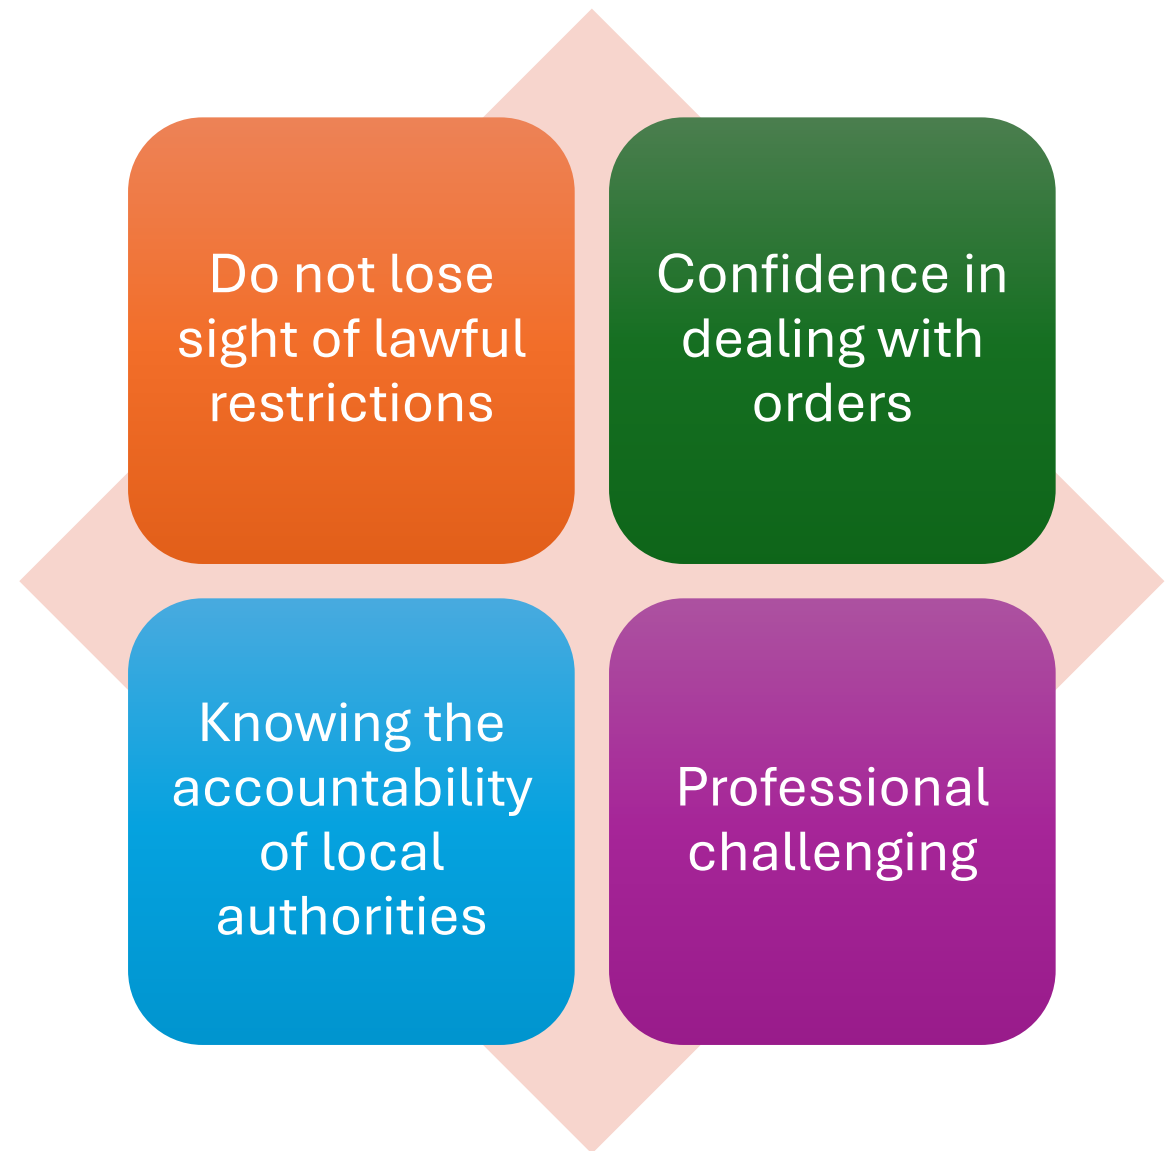 Do not lose
sight of lawful
restrictions
Confidence in
dealing with
orders
Knowing the
accountability
of local
authorities
Professional
challenging